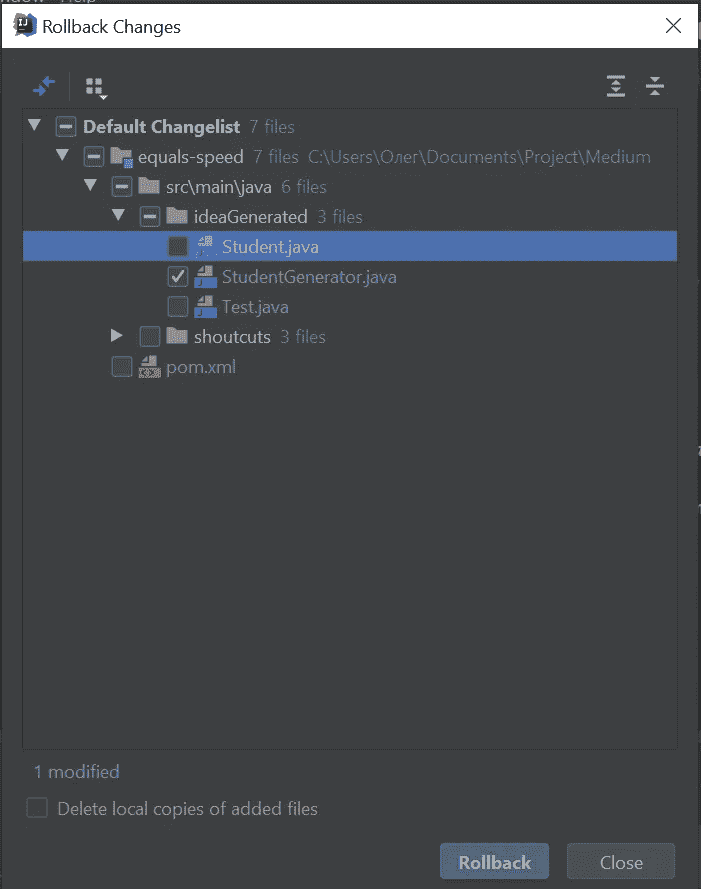 Rollback Changes
Default Changelist 7 files
equals-speed 7 files C:\Users\Олег\Documents\Project\Medium
src\main\java 6 files
ideaGenerated 3 files
Student.java
StudentGenerator.java
Test.java
shoutcuts 3 files
pom.xml
1 modified
Delete local copies of added files
Rollback Close